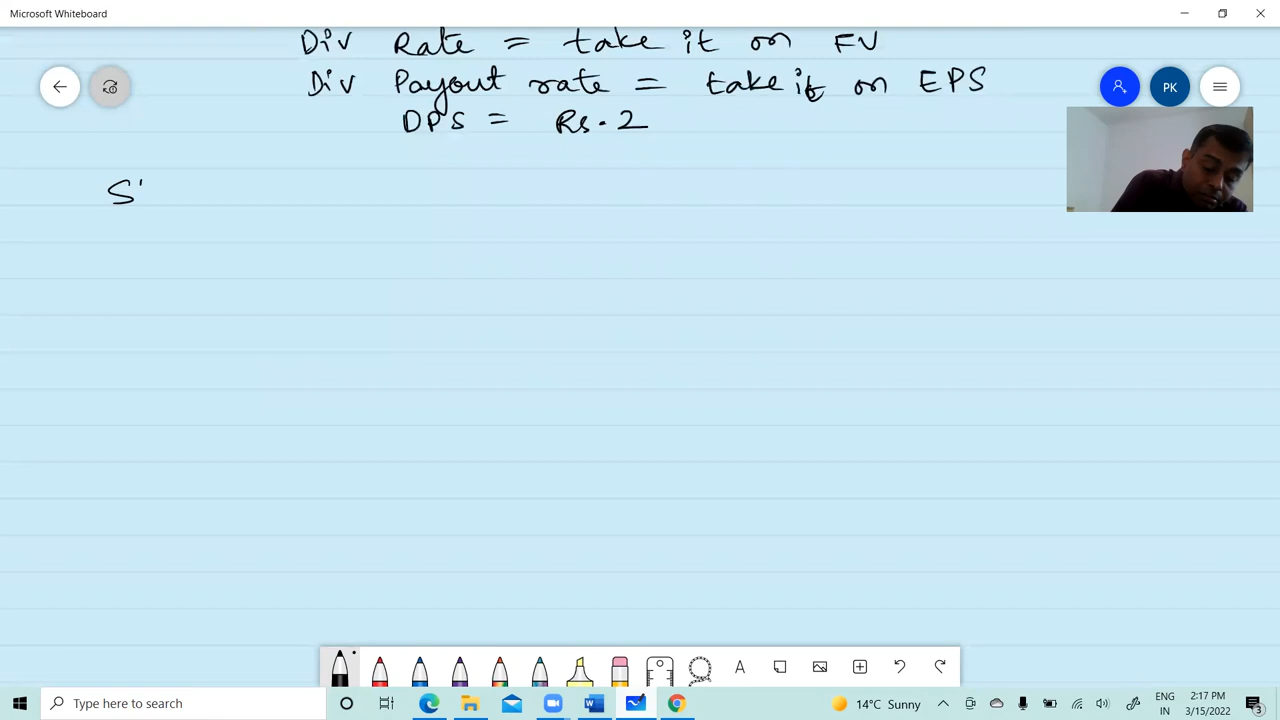 Microsoft Whiteboard
Div Rate = take it on FV
Div Payout rate = take it on EPS
DPS = Rs. 2
S'
PK
A
Type here to search
14°C Sunny
ENG
IN
2:17 PM
3/15/2022
3